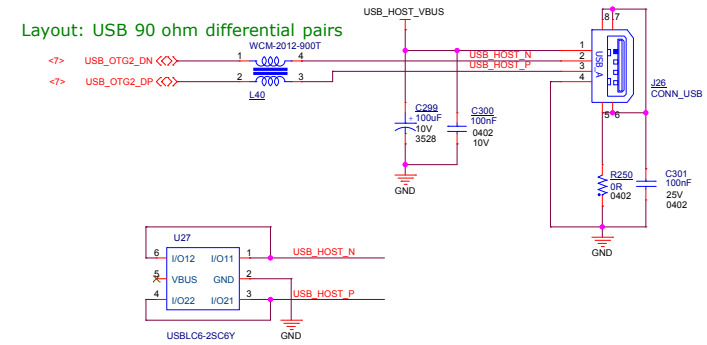 USB_HOST_VBUS
8 7
Layout: USB 90 ohm differential pairs
WCM-2012-900T
<7> USB_OTG2_DN 1 4 USB_HOST_N 1
2
<7> USB_OTG2_DP 2 3 USB_HOST_P 3
4
USB_A
L40
J26
CONN_USB
5 6
C299
+ 100uF
10V
3528
C300
100nF
0402
10V
GND
R250
0R
0402
C301
100nF
25V
0402
GND
U27
6 I/O12 I/O11 1 USB_HOST_N
5 VBUS GND 2
4 I/O22 I/O21 3 USB_HOST_P
USBLC6-2SC6Y
GND